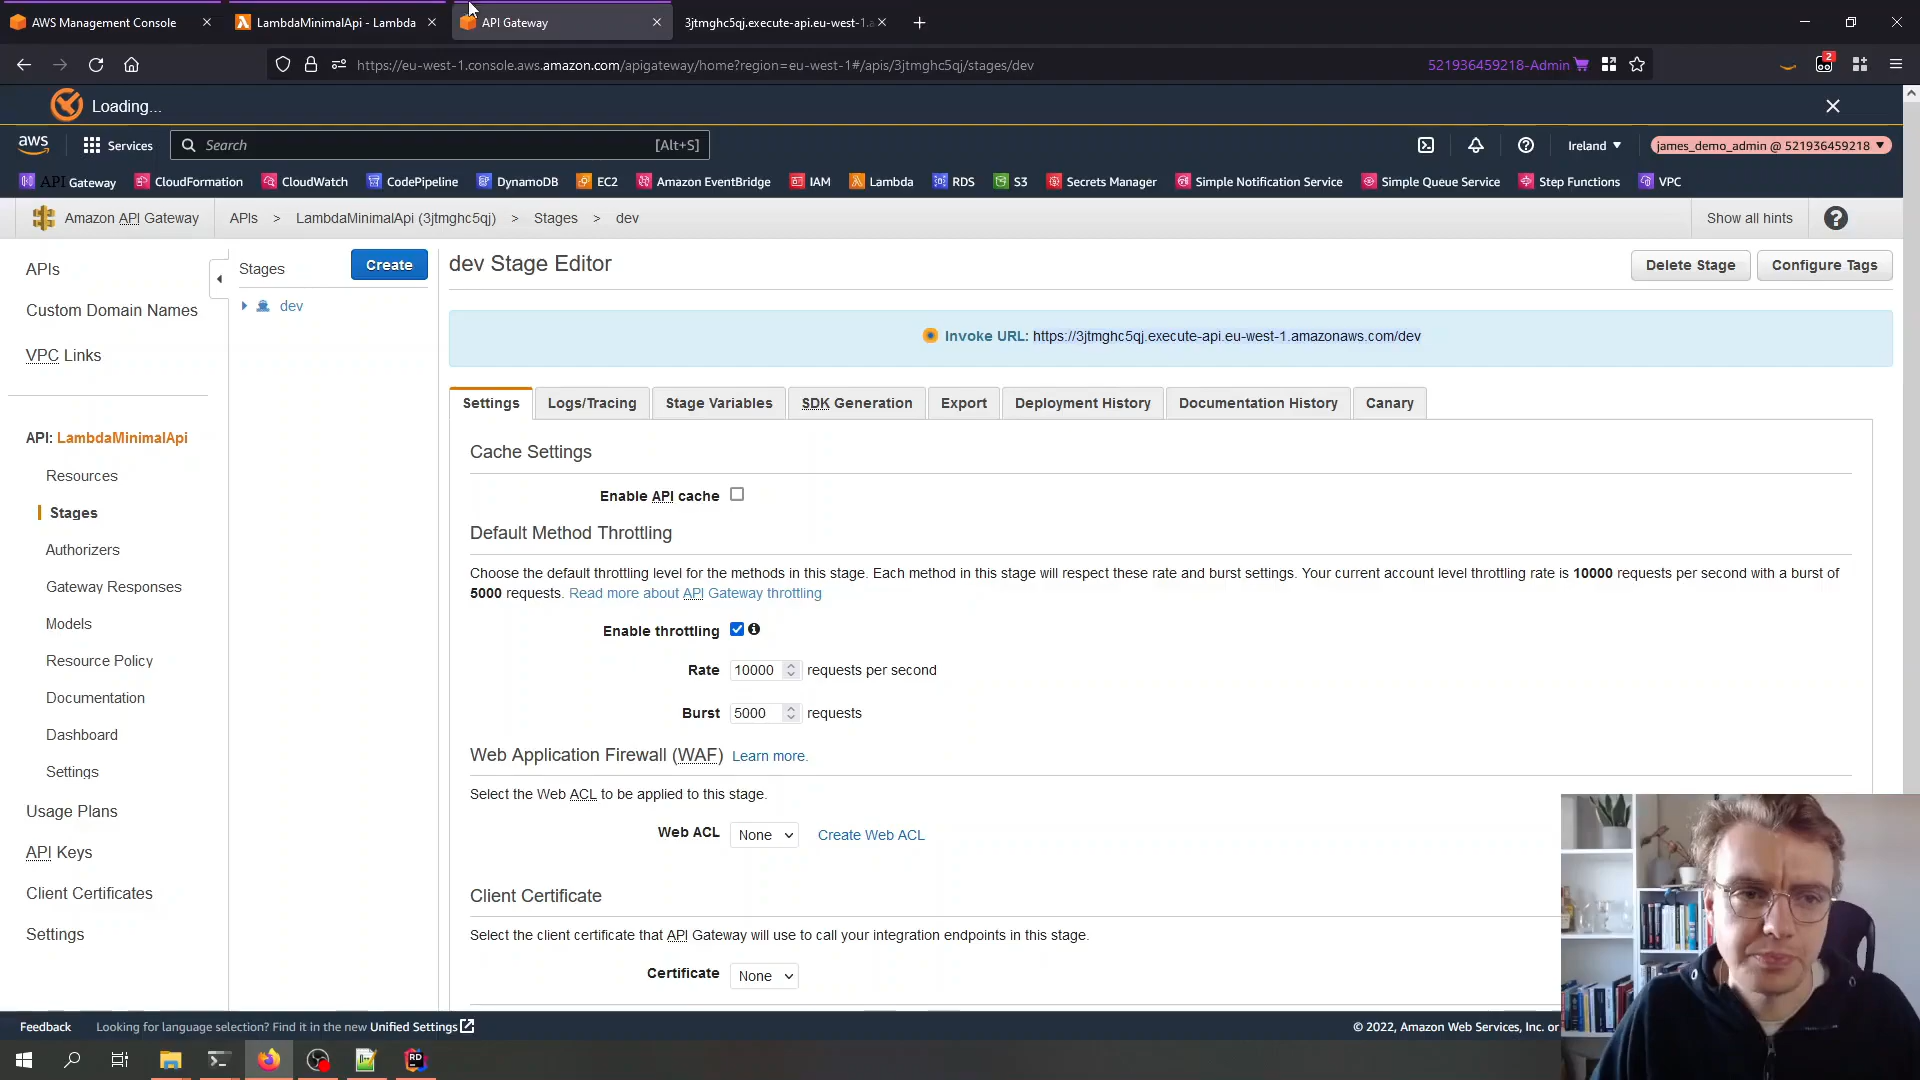 AWS Management Console
LambdaMinimalApi - Lambda
API Gateway
3jtmghc5qj.execute-api.eu-west-1.a
https://eu-west-1.console.aws.amazon.com/apigateway/home?region=eu-west-1#/apis/3jtmghc5qj/stages/dev
521936459218-Admin
2
Loading...
aws
Services
Search
[Alt+S]
Ireland
james_demo_admin @ 521936459218
API Gateway
CloudFormation
CloudWatch
CodePipeline
DynamoDB
EC2
Amazon EventBridge
IAM
Lambda
RDS
S3
Secrets Manager
Simple Notification Service
Simple Queue Service
Step Functions
VPC
Amazon API Gateway
APIs > LambdaMinimalApi (3jtmghc5qj) > Stages > dev
Show all hints
?
APIs
Custom Domain Names
VPC Links
API: LambdaMinimalApi
Resources
Stages
Authorizers
Gateway Responses
Models
Resource Policy
Documentation
Dashboard
Settings
Usage Plans
API Keys
Client Certificates
Settings
Stages
Create
dev
dev Stage Editor
Delete Stage
Configure Tags
Invoke URL: https://3jtmghc5qj.execute-api.eu-west-1.amazonaws.com/dev
Settings
Logs/Tracing
Stage Variables
SDK Generation
Export
Deployment History
Documentation History
Canary
Cache Settings
Enable API cache
Default Method Throttling
Choose the default throttling level for the methods in this stage. Each method in this stage will respect these rate and burst settings. Your current account level throttling rate is 10000 requests per second with a burst of
5000 requests. Read more about API Gateway throttling
Enable throttling
Rate 10000 requests per second
Burst 5000 requests
Web Application Firewall (WAF) Learn more.
Select the Web ACL to be applied to this stage.
Web ACL None Create Web ACL
Client Certificate
Select the client certificate that API Gateway will use to call your integration endpoints in this stage.
Certificate None
Feedback
Looking for language selection? Find it in the new Unified Settings
© 2022, Amazon Web Services, Inc. or
RD